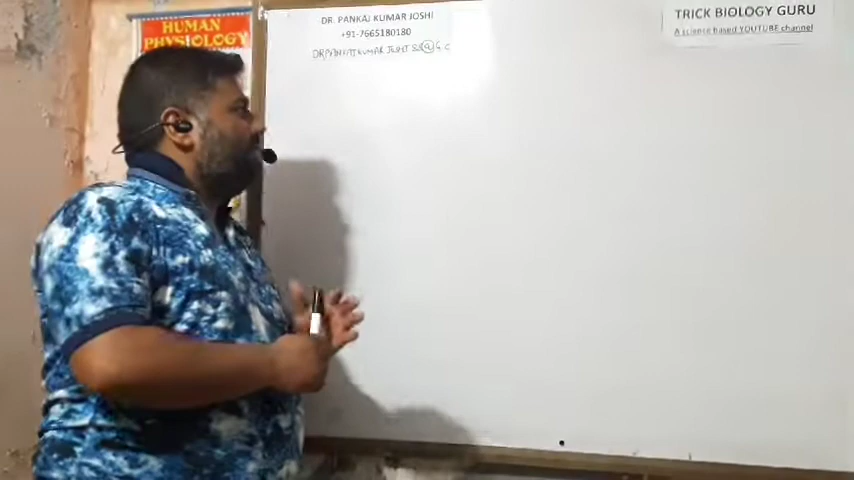 HUMAN
PHYSIOLOGY
DR. PANKAJ KUMAR JOSHI
+91-7665180180
TRICK BIOLOGY GURU
A science based YOUTUBE channel